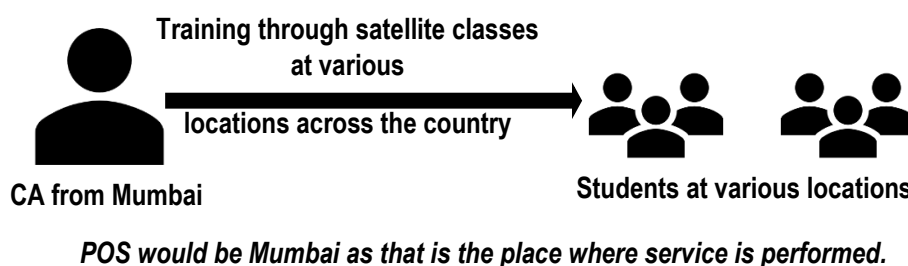 Training through satellite classes
at various
locations across the country
CA from Mumbai
Students at various locations
POS would be Mumbai as that is the place where service is performed.